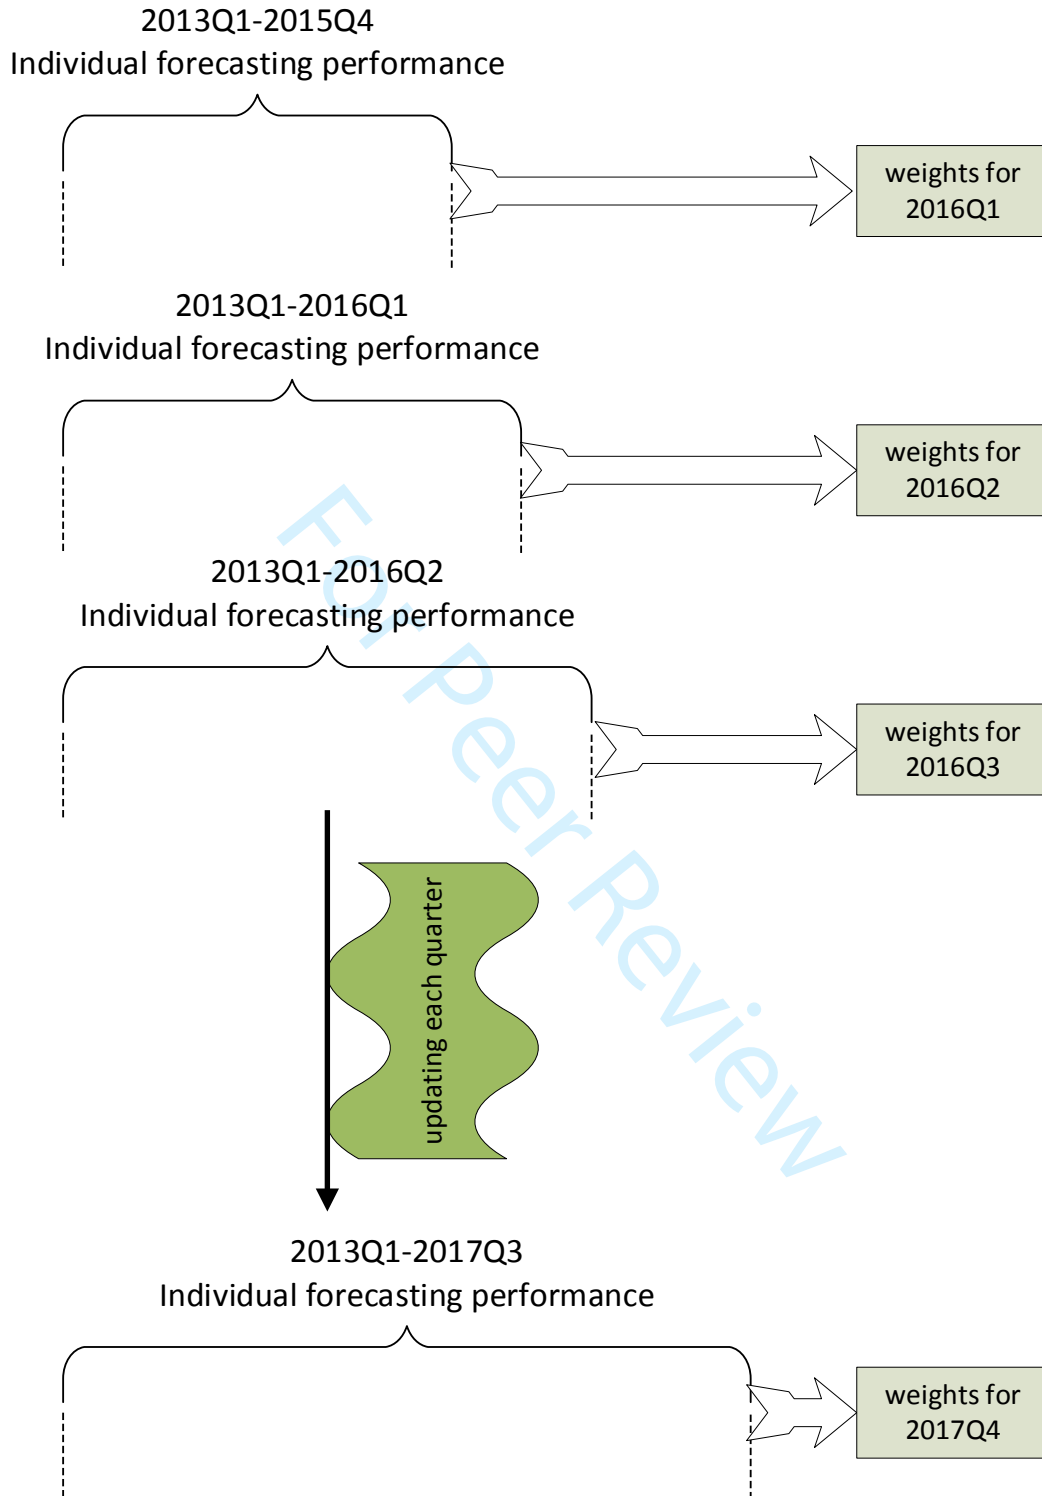 2013Q1-2015Q4
Individual forecasting performance
weights for
2016Q1
2013Q1-2016Q1
Individual forecasting performance
weights for
2016Q2
2013Q1-2016Q2
Individual forecasting performance
weights for
2016Q3
For Peer Review
updating each quarter
2013Q1-2017Q3
Individual forecasting performance
weights for
2017Q4